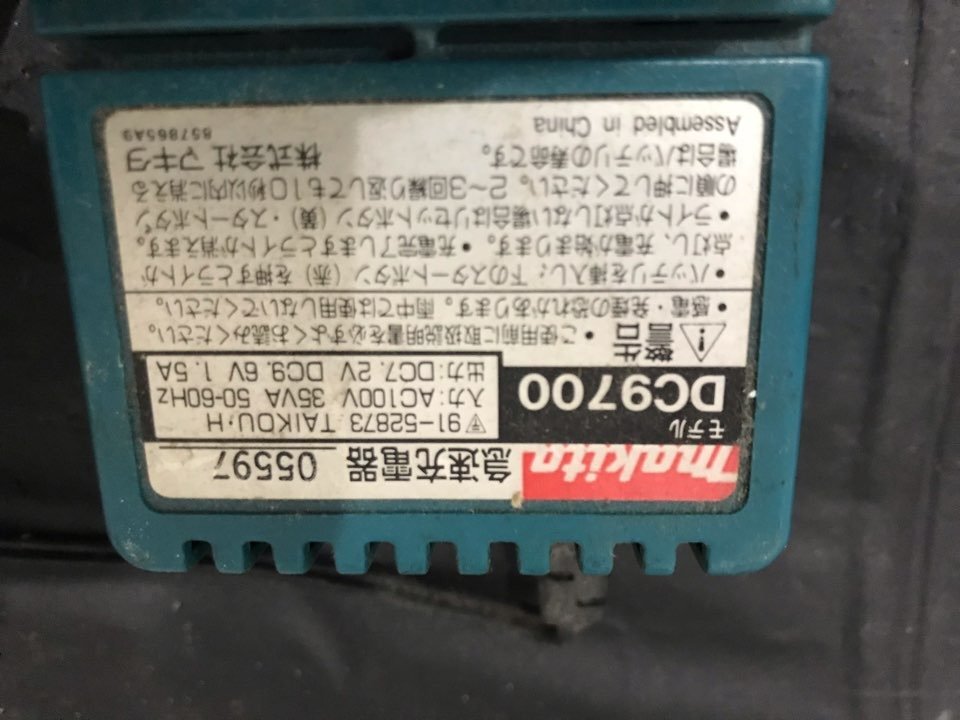 makita 急速充電器 05597
モデル
DC9700
〒91-52873 TAIKOU·H
入力:AC100V 35VA 50-60Hz
出力:DC7.2V DC9.6V 1.5A
警告
・ご使用前に取扱説明書を必ずよくお読みください。
・感電・発煙の恐れがあります。雨中では使用しないでください。
・バッテリを挿入し、下のスタートボタン(赤)を押すとライトが
点灯し、充電が始まります。・充電完了しますとライトが消えます。
・ライトが点灯しない場合はリセットボタン(黄)・スタートボタン
の順に押してください。2~3回繰り返しても10秒以内に消える
場合はバッテリの寿命です。
株式会社 マキタ
Assembled in China
857865A9